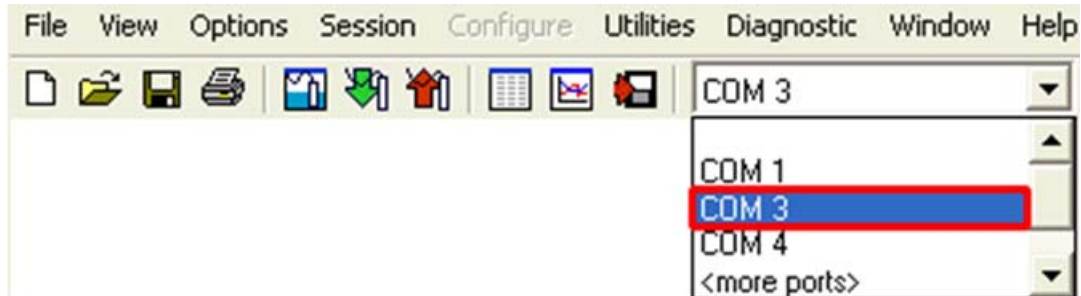 File View Options Session Configure Utilities Diagnostic Window Help
COM 3
COM 1
COM 3
COM 4
<more ports>